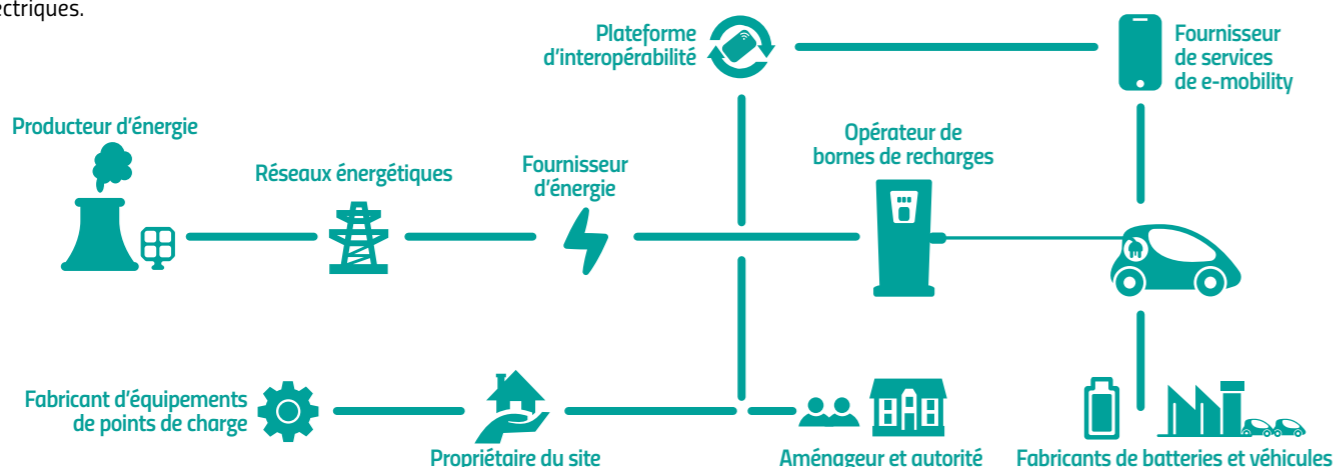 ectriques.
Plateforme
d'interopérabilité
Fournisseur
de services
de e-mobility
Producteur d'énergie
Réseaux énergétiques
Fournisseur
d'énergie
Opérateur de
bornes de recharges
Fabricant d'équipements
de points de charge
Propriétaire du site
Aménageur et autorité
Fabricants de batteries et véhicules